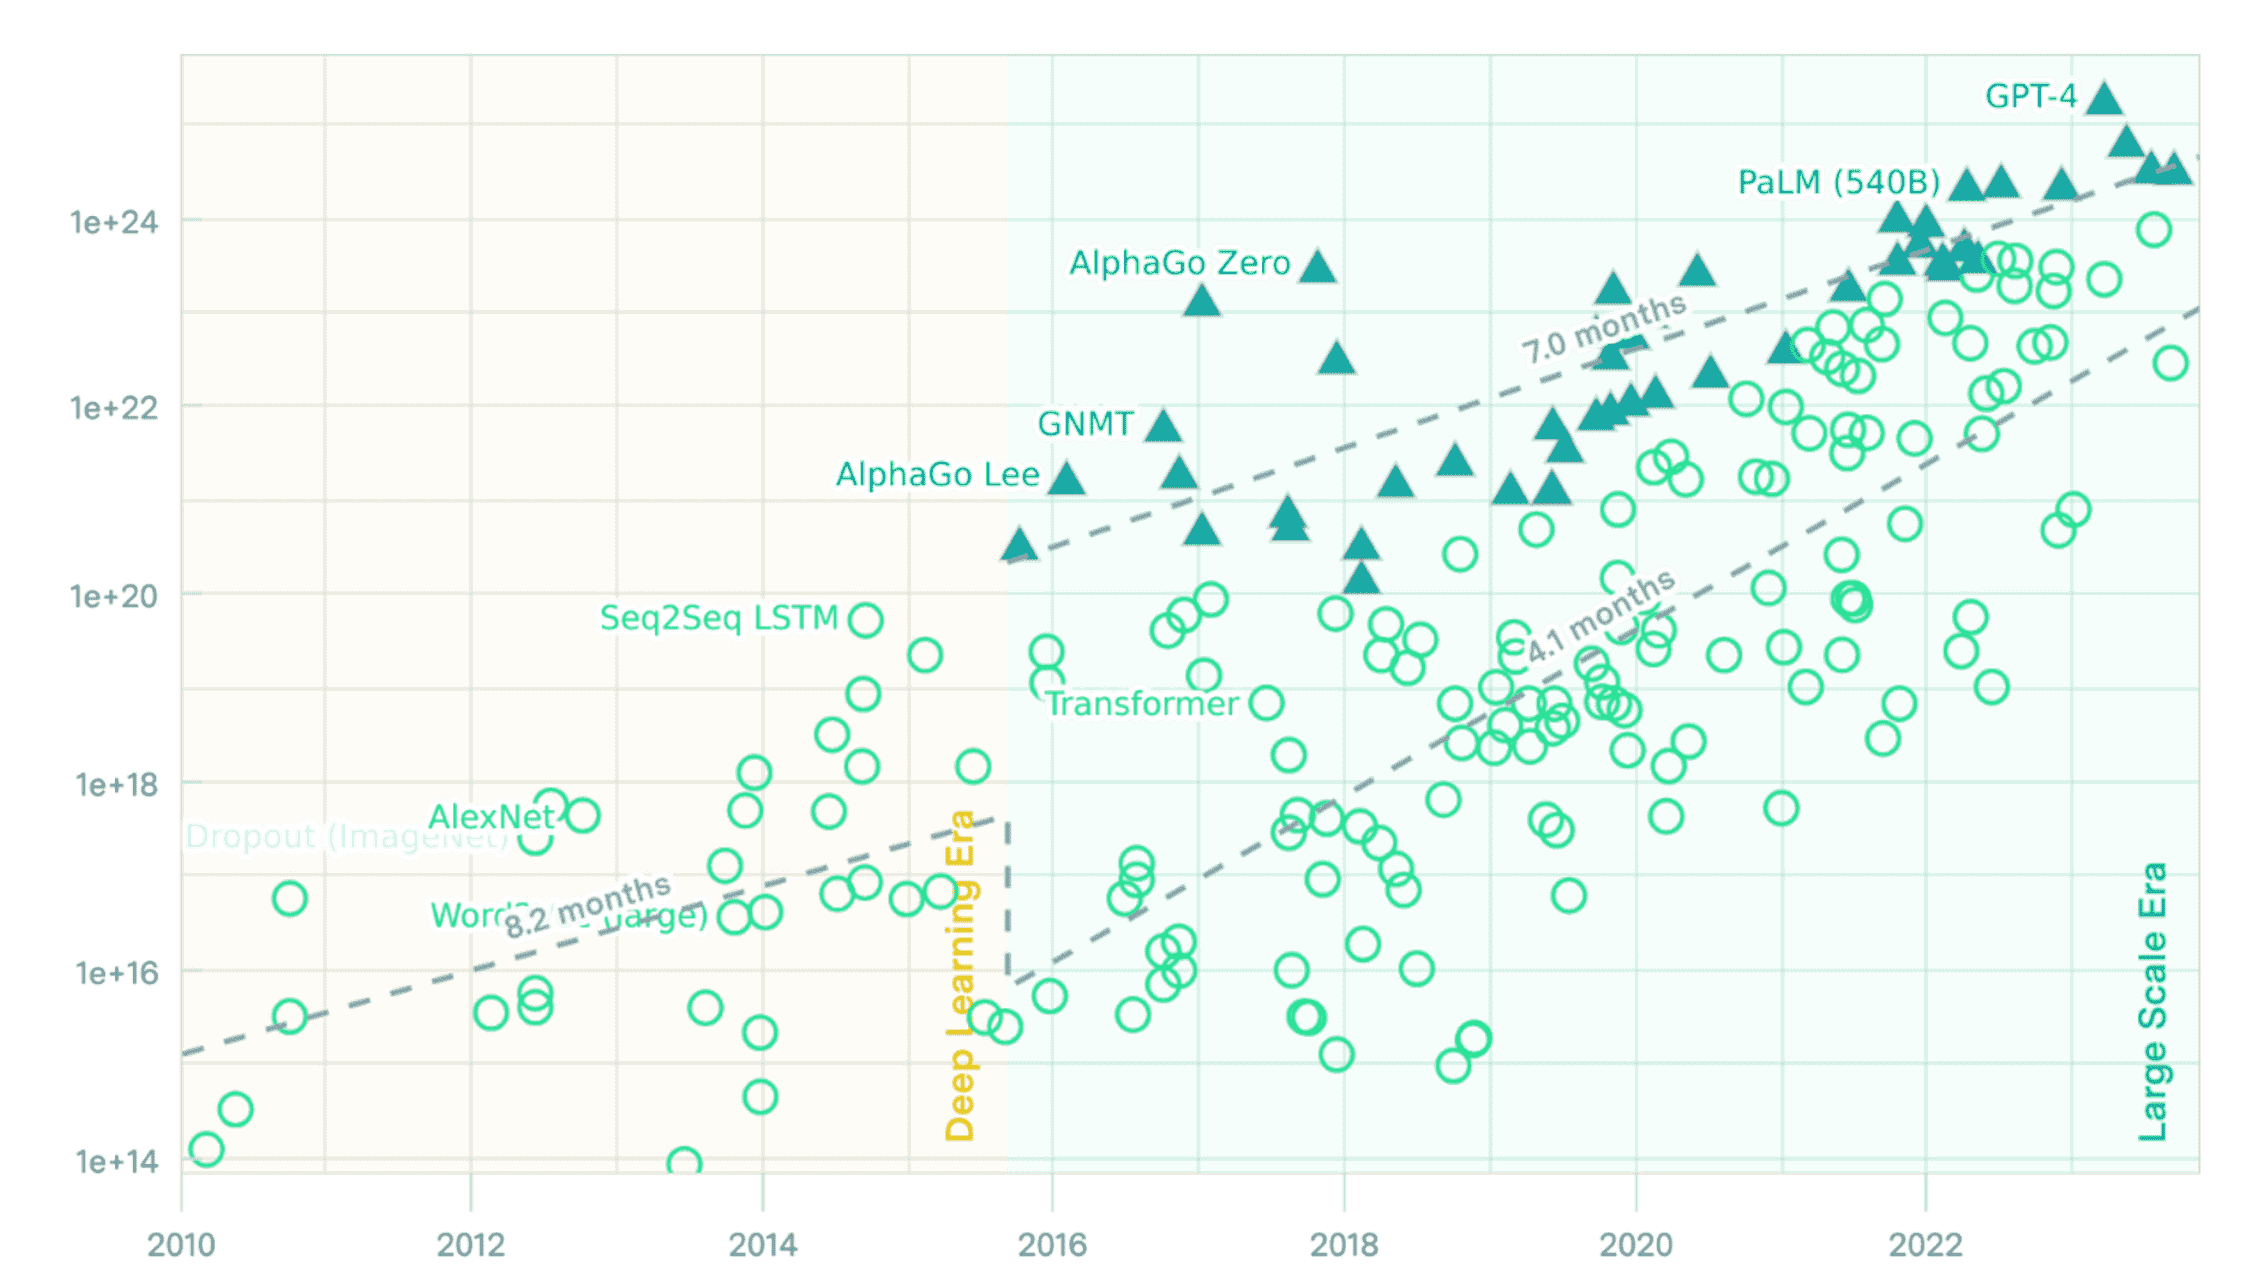 GPT-4
1e+24
PaLM (540B)
AlphaGo Zero
7.0 months
1e+22
GNMT
AlphaGo Lee
1e+20
Seq2Seq LSTM
4.1 months
Transformer
1e+18
AlexNet
Dropout (ImageNet)
8.2 months
arge)
1e+16
Deep Learning Era
Large Scale Era
1e+14
2010 2012 2014 2016 2018 2020 2022